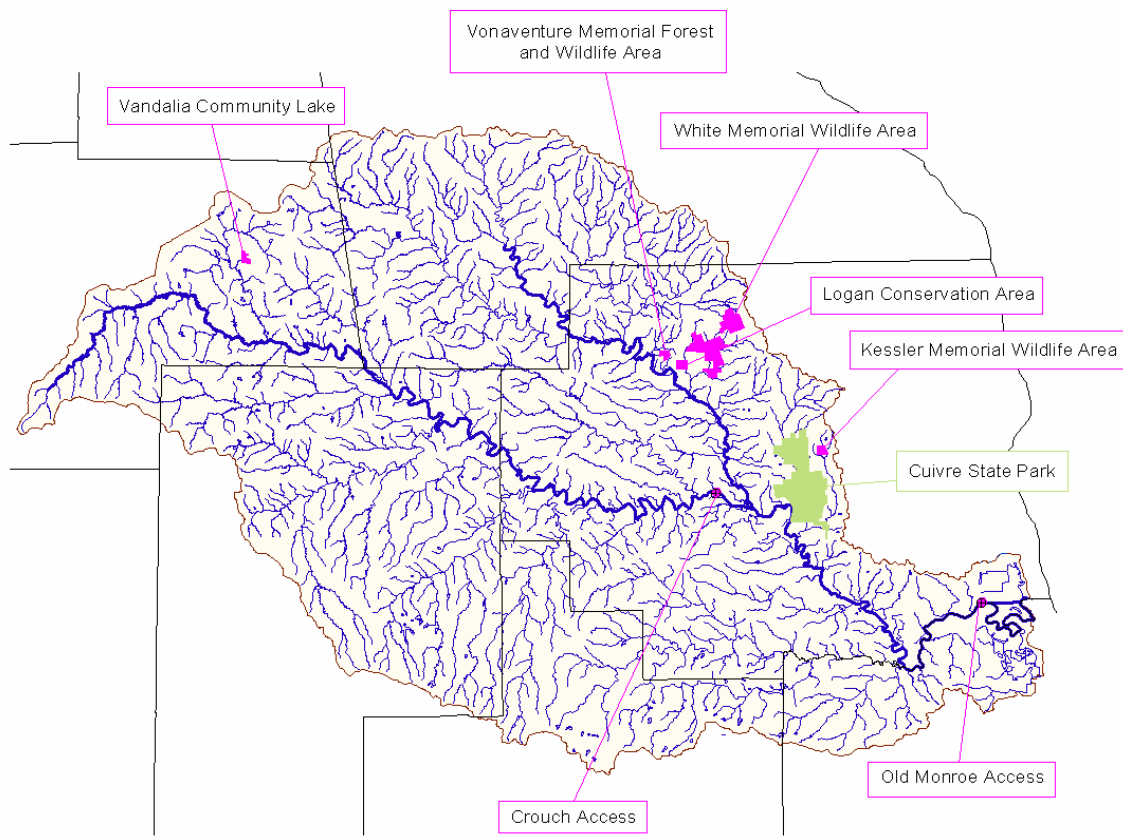 Vonaventure Memorial Forest
and Wildlife Area
Vandalia Community Lake
White Memorial Wildlife Area
Logan Conservation Area
Kessler Memorial Wildlife Area
Cuivre State Park
Old Monroe Access
Crouch Access